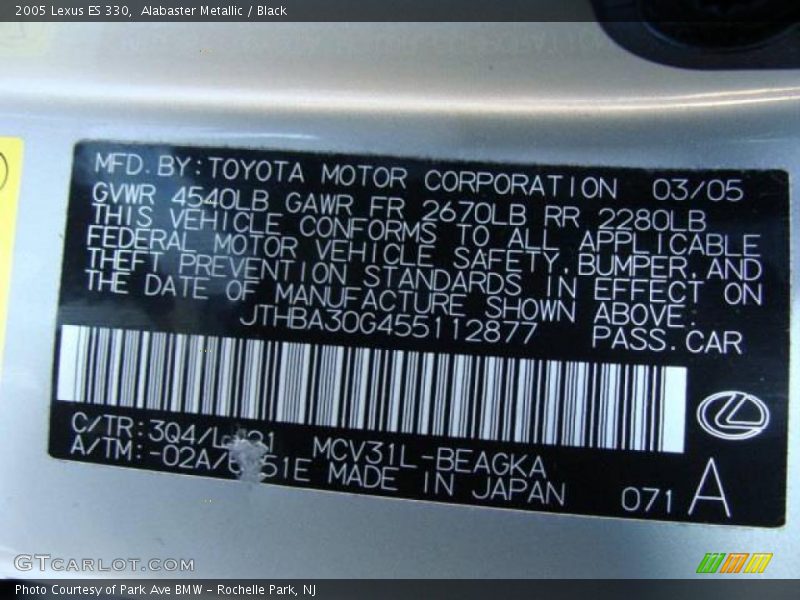 2005 Lexus ES 330, Alabaster Metallic / Black
MFD. BY: TOYOTA MOTOR CORPORATION 03/05
GVWR 4540LB GAWR FR 2670LB RR 2280LB
THIS VEHICLE CONFORMS TO ALL APPLICABLE
FEDERAL MOTOR VEHICLE SAFETY, BUMPER, AND
THEFT PREVENTION STANDARDS IN EFFECT ON
THE DATE OF MANUFACTURE SHOWN ABOVE.
JTHBA30G455112877 PASS. CAR
C/TR: 3Q4/ MCV31L-BEAGKA
A/TM: MADE IN JAPAN 071 A
GTCARLOT.COM
Photo Courtesy of Park Ave BMW - Rochelle Park, NJ